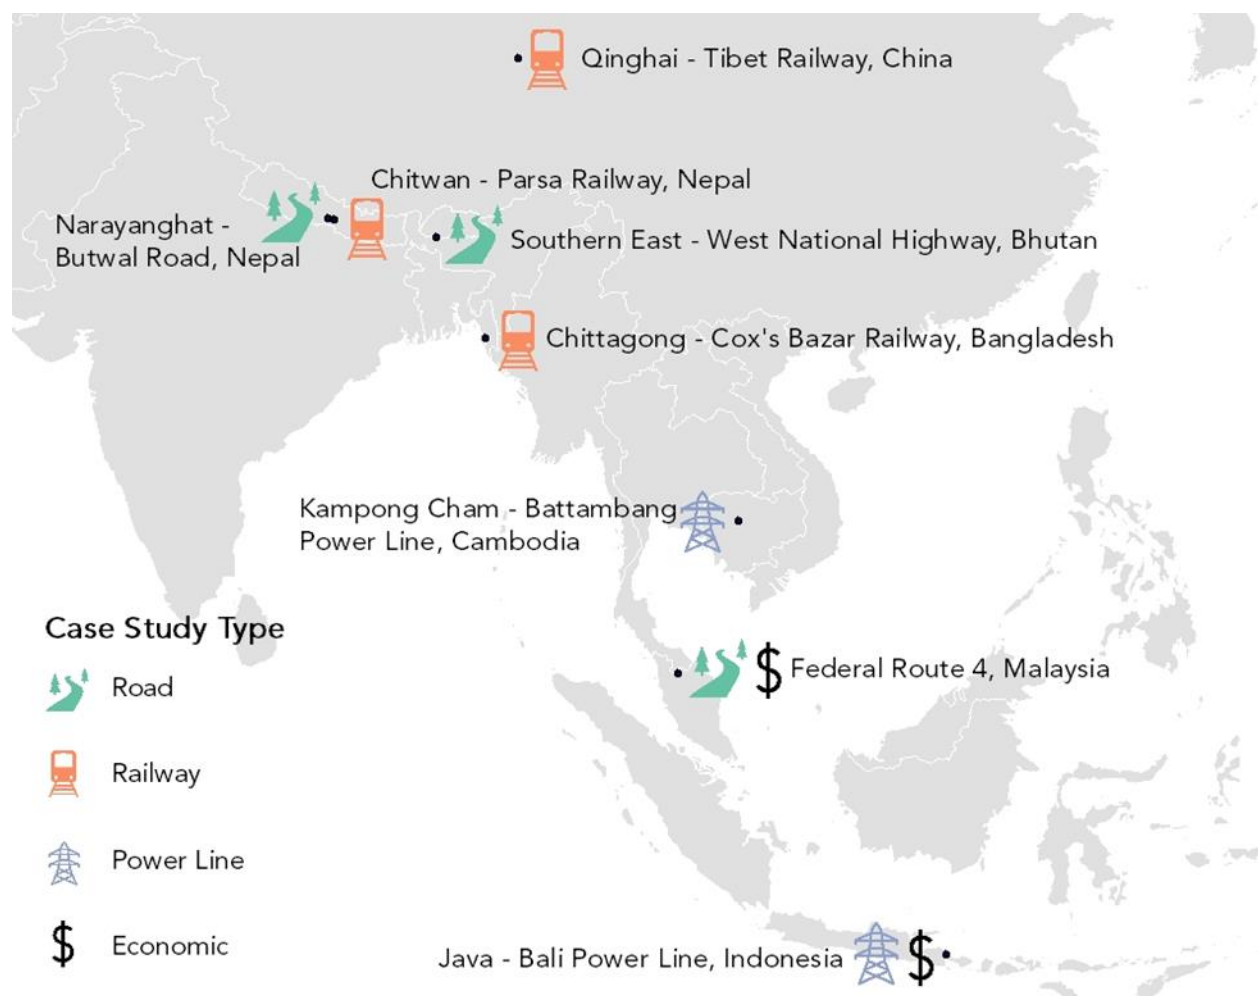 Qinghai - Tibet Railway, China
Chitwan - Parsa Railway, Nepal
Narayanghat -
Butwal Road, Nepal
Southern East - West National Highway, Bhutan
Chittagong - Cox's Bazar Railway, Bangladesh
Kampong Cham - Battambang
Power Line, Cambodia
Case Study Type
Road
Railway
Power Line
$ Economic
$ Federal Route 4, Malaysia
Java - Bali Power Line, Indonesia $